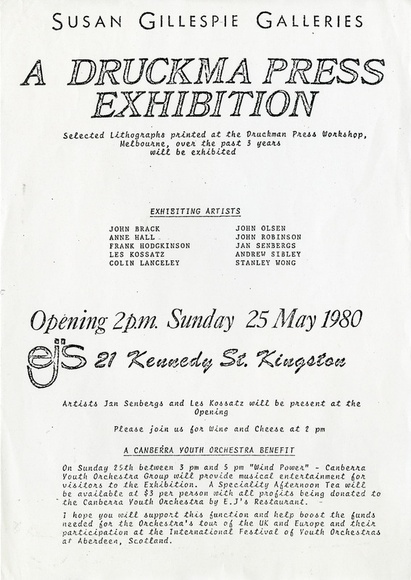 SUSAN GILLESPIE GALLERIES
A DRUCKMA PRESS
EXHIBITION
Selected Lithographs printed at the Druckman Press Workshop,
Melbourne, over the past 3 years
will be exhibited
EXHIBITING ARTISTS
JOHN BRACK JOHN OLSEN
ANNE HALL JOHN ROBINSON
FRANK HODGKINSON JAN SENBERGS
LES KOSSATZ ANDREW SIBLEY
COLIN LANCELEY STANLEY WONG
Opening 2p.m. Sunday 25 May 1980
ejs 21 Kennedy St. Kingston
Artists Jan Senbergs and Les Kossatz will be present at the
Opening
Please join us for Wine and Cheese at 2 pm
A CANBERRA YOUTH ORCHESTRA BENEFIT
On Sunday 25th between 3 pm and 5 pm "Wind Power" - Canberra
Youth Orchestra Group will provide musical entertainment for
visitors to the Exhibition. A Speciality Afternoon Tea will
be available at $3 per person with all profits being donated to
the Canberra Youth Orchestra by E.J's Restaurant.
I hope you will support this function and help boost the funds
needed for the Orchestra's tour of the UK and Europe and their
participation at the International Festival of Youth Orchestras
at Aberdeen, Scotland.